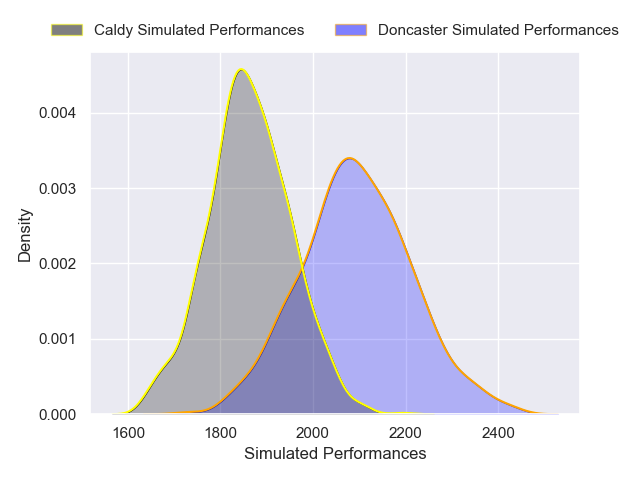 Caldy Simulated Performances Doncaster Simulated Performances
0.004
0.003
0.002
0.001
0.000
Density
1600 1800 2000 2200 2400
Simulated Performances